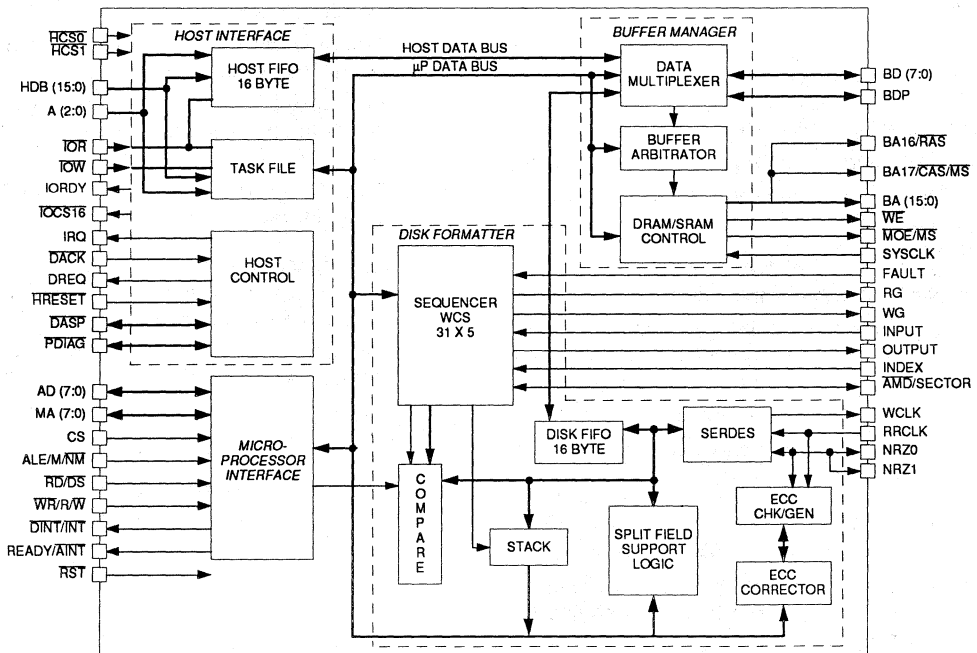 HCS0
HCS1
HDB (15:0)
A (2:0)
IOR
IOW
IORDY
IOCS16
IRQ
DACK
DREQ
HRESET
DASP
PDIAG
AD (7:0)
MA (7:0)
CS
ALE/M/NM
RD/DS
WR/R/W
DINT/INT
READY/AINT
RST
HOST INTERFACE
HOST FIFO
16 BYTE
TASK FILE
HOST
CONTROL
MICRO-
PROCESSOR
INTERFACE
HOST DATA BUS
µP DATA BUS
BUFFER MANAGER
DATA
MULTIPLEXER
BUFFER
ARBITRATOR
DRAM/SRAM
CONTROL
DISK FORMATTER
SEQUENCER
WCS
31 X 5
DISK FIFO
16 BYTE
SERDES
COMPARE
STACK
SPLIT FIELD
SUPPORT
LOGIC
ECC
CHK/GEN
ECC
CORRECTOR
BD (7:0)
BDP
BA16/RAS
BA17/CAS/MS
BA (15:0)
WE
MOE/MS
SYSCLK
FAULT
RG
WG
INPUT
OUTPUT
INDEX
AMD/SECTOR
WCLK
RRCLK
NRZ0
NRZ1